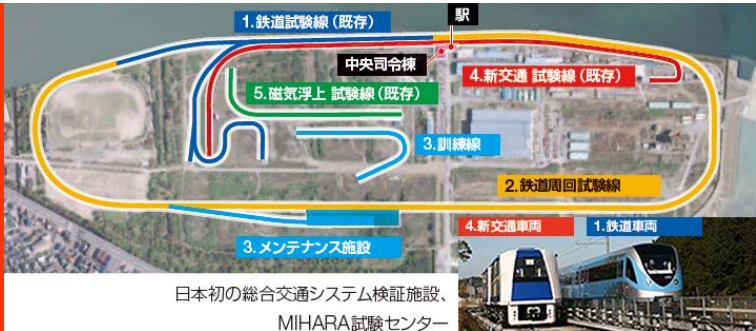 1.鉄道試験線(既存)
駅
中央司令棟
4.新交通 試験線(既存)
5.磁気浮上 試験線(既存)
3.訓練線
2.鉄道周回試験線
3.メンテナンス施設
4.新交通車両
1.鉄道車両
日本初の総合交通システム検証施設、
MIHARA試験センター